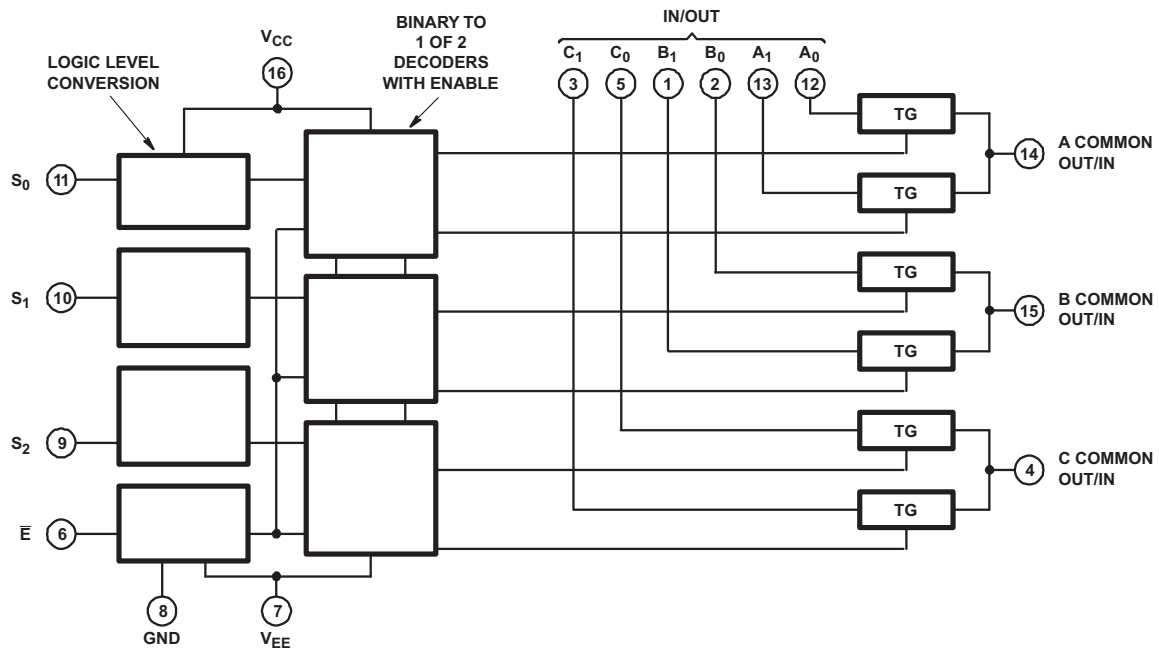 IN/OUT
BINARY TO
1 OF 2
DECODERS
WITH ENABLE
VCC
16
LOGIC LEVEL
CONVERSION
C1 C0 B1 B0 A1 A0
3 5 1 2 13 12
TG
A COMMON
OUT/IN
14
S0 11
TG
TG
B COMMON
OUT/IN
15
S1 10
TG
TG
C COMMON
OUT/IN
4
S2 9
TG
E̅ 6
8
GND
7
VEE